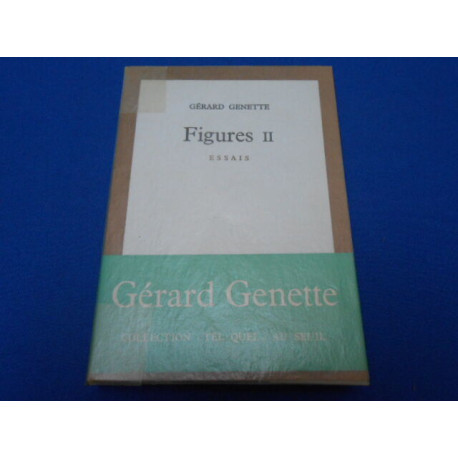 GÉRARD GENETTE
Figures II
ESSAIS
Gérard Genette
COLLECTION TEL QUEL AU SEUIL